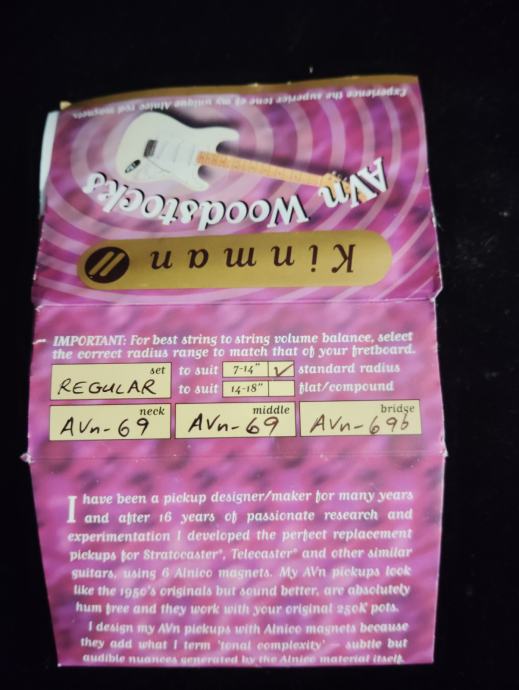 Experience the superior tone of my unique Alnico rod magnets
AVn Woodstocks
Kinman
IMPORTANT: For best string to string volume balance, select
the correct radius range to match that of your fretboard.
set REGULAR to suit 7-14" ✓ standard radius
to suit 14-18" flat/compound
neck middle bridge
AVn-69 AVn-69 AVn-69b
I have been a pickup designer/maker for many years
and after 16 years of passionate research and
experimentation I developed the perfect replacement
pickups for Stratocaster®, Telecaster® and other similar
guitars, using 6 Alnico magnets. My AVn pickups look
like the 1950's originals but sound better, are absolutely
hum free and they work with your original 250K pots.
I design my AVn pickups with Alnico magnets because
they add what I term 'tonal complexity' – subtle but
audible nuances generated by the Alnico material itself.